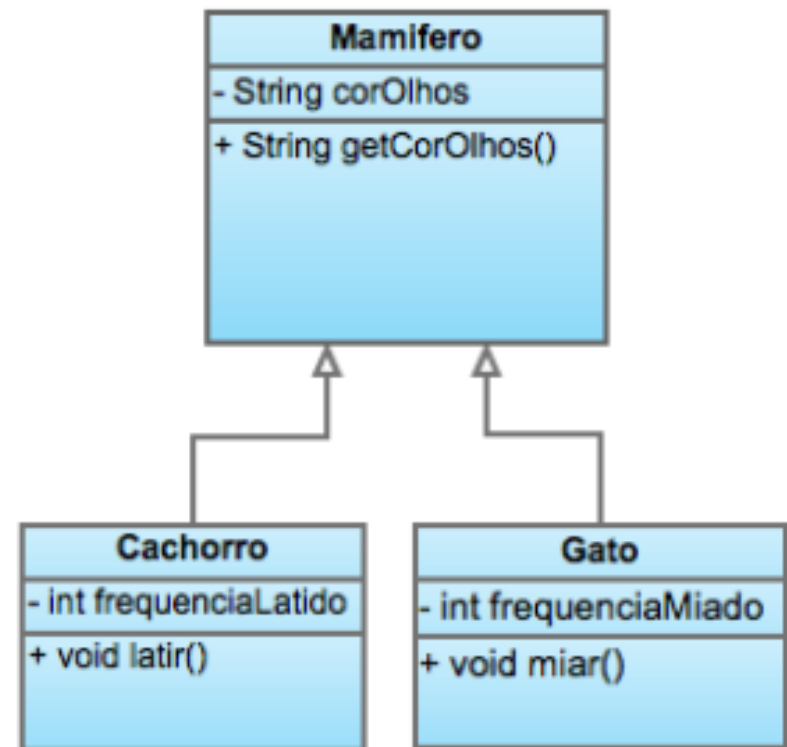 Mamifero
- String corOlhos
+ String getCorOlhos()
Cachorro
- int frequenciaLatido
+ void latir()
Gato
- int frequenciaMiado
+ void miar()